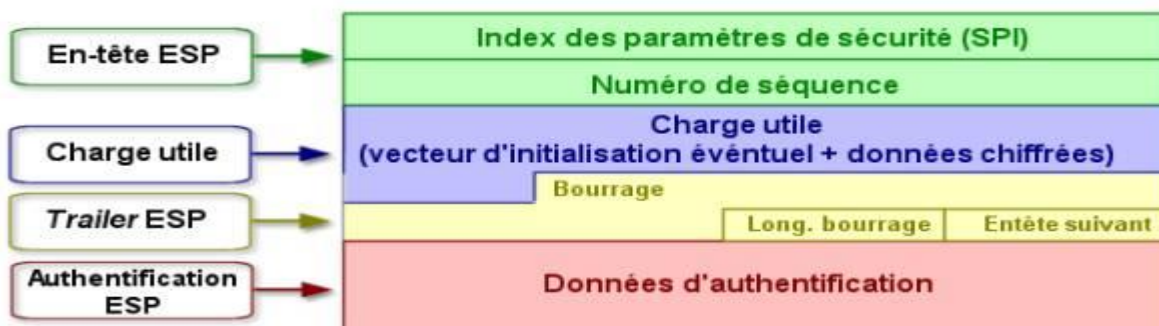 En-tête ESP
Index des paramètres de sécurité (SPI)
Numéro de séquence
Charge utile
Charge utile
(vecteur d'initialisation événtuel + données chiffrées)
Trailer ESP
Bourrage
Long. bourrage
Entête suivant
Authentification
ESP
Données d'authentification